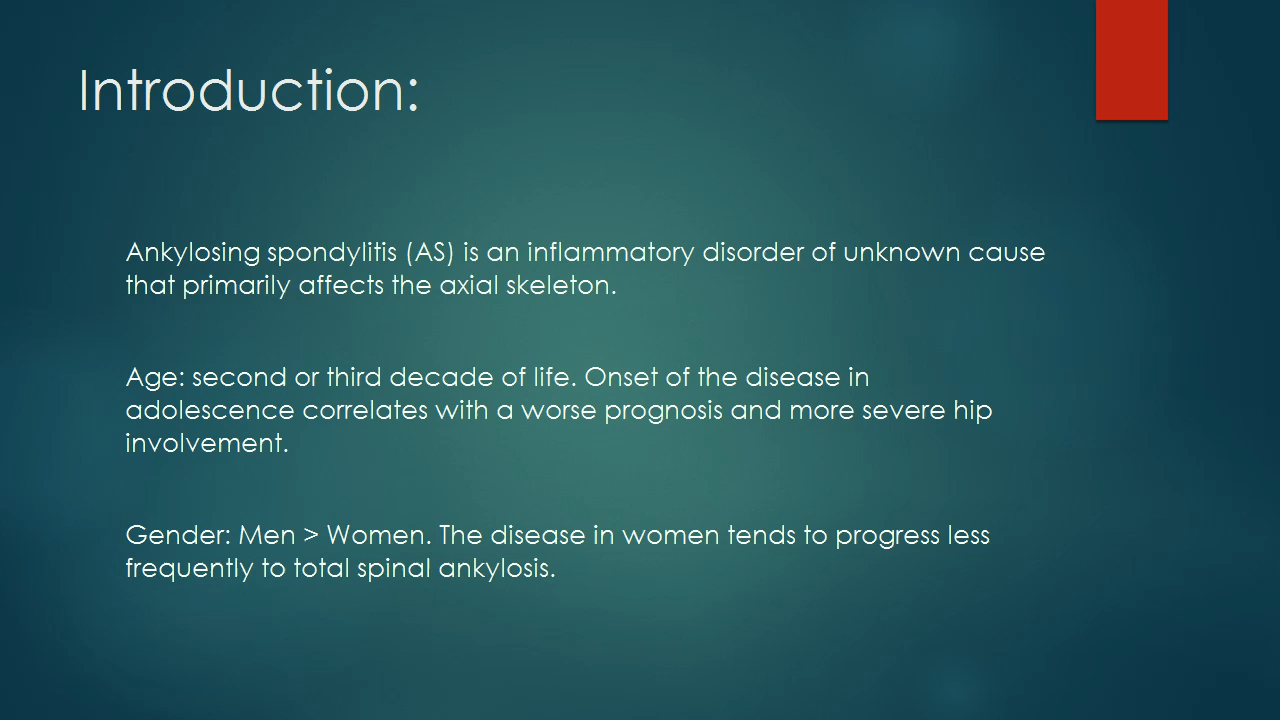 Introduction:
Ankylosing spondylitis (AS) is an inflammatory disorder of unknown cause
that primarily affects the axial skeleton.
Age: second or third decade of life. Onset of the disease in
adolescence correlates with a worse prognosis and more severe hip
involvement.
Gender: Men > Women. The disease in women tends to progress less
frequently to total spinal ankylosis.